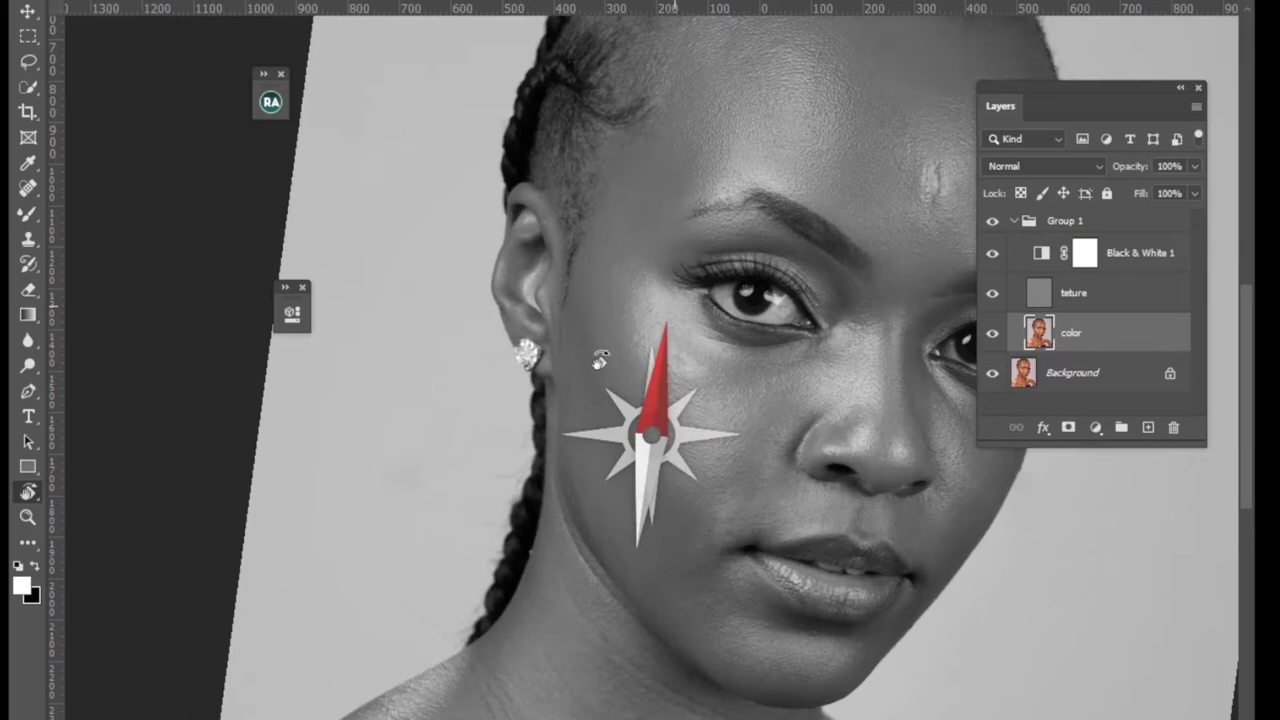 1300 1200 1100 1000 900 800 700 600 500 400 300 200 100 0 100 200 300 400 500 600 700 800 90
RA
Layers
Kind
Normal Opacity: 100%
Lock: Fill: 100%
Group 1
Black & White 1
teture
color
Background
fx
T